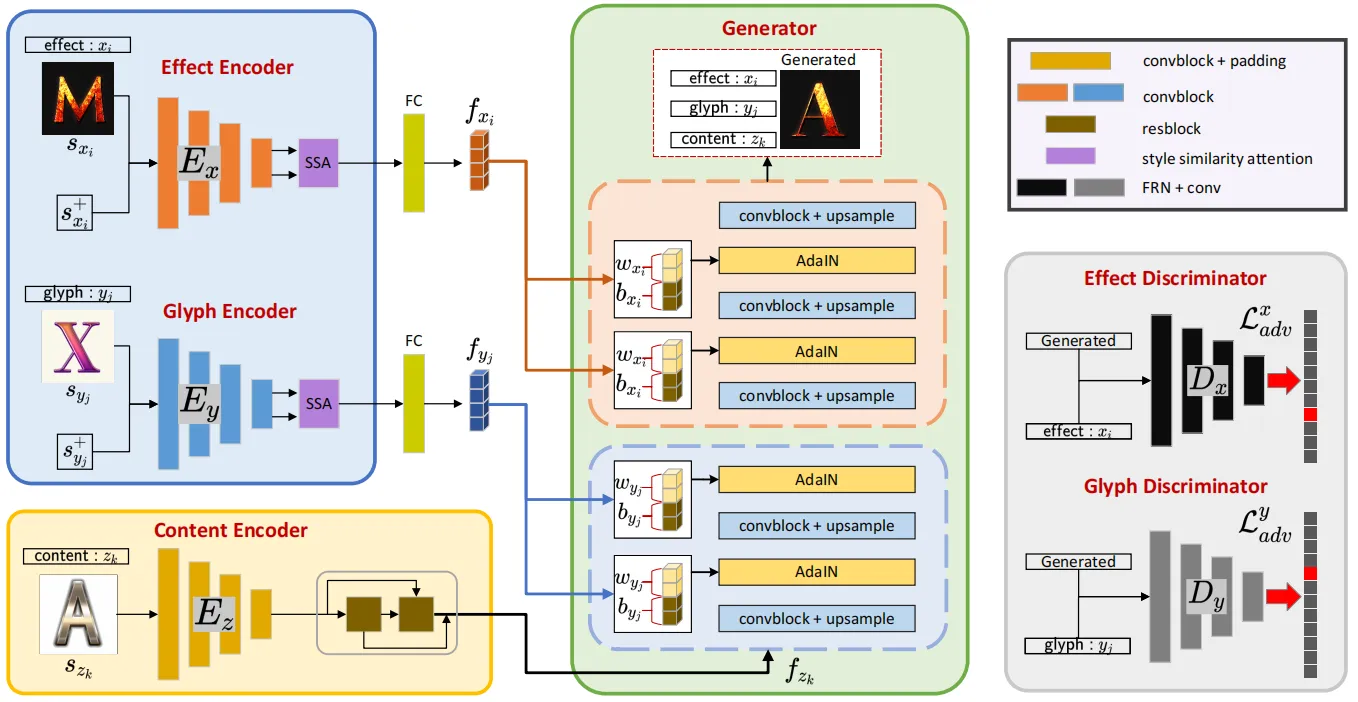 effect : xᵢ
Effect Encoder
M
s_{x_i}
s⁺_{x_i}
E_x
SSA
FC
f_{x_i}
glyph : y_j
Glyph Encoder
X
s_{y_j}
s⁺_{y_j}
E_y
SSA
FC
f_{y_j}
Content Encoder
content : z_k
A
s_{z_k}
E_z
Generator
Generated
effect : x_i
glyph : y_j
content : z_k
A
convblock + upsample
w_{x_i}
b_{x_i}
AdaIN
convblock + upsample
w_{x_i}
b_{x_i}
AdaIN
convblock + upsample
w_{y_j}
b_{y_j}
AdaIN
convblock + upsample
w_{y_j}
b_{y_j}
AdaIN
convblock + upsample
f_{z_k}
convblock + padding
convblock
resblock
style similarity attention
FRN + conv
Effect Discriminator
Generated
effect : x_i
D_x
ℒ^x_{adv}
Glyph Discriminator
Generated
glyph : y_j
D_y
ℒ^y_{adv}